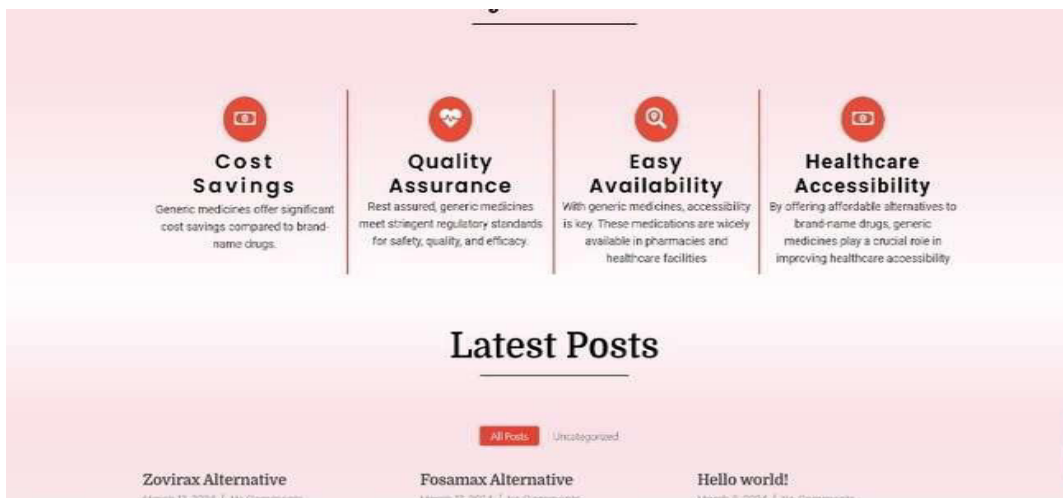 Cost
Savings
Generic medicines offer significant
cost savings compared to brand-
name drugs.
Quality
Assurance
Rest assured, generic medicines
meet stringent regulatory standards
for safety, quality, and efficacy.
Easy
Availability
With generic medicines, accessibility
is key. These medications are widely
available in pharmacies and
healthcare facilities
Healthcare
Accessibility
By offering affordable alternatives to
brand-name drugs, generic
medicines play a crucial role in
improving healthcare accessibility
Latest Posts
All Posts
Uncategorized
Zovirax Alternative
Fosamax Alternative
Hello world!